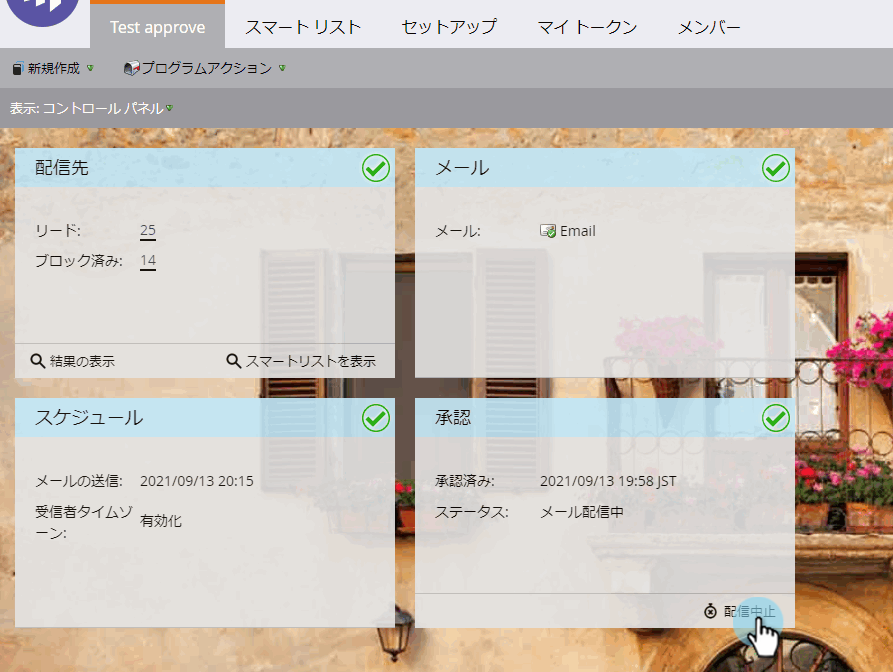 Test approve
スマート リスト
セットアップ
マイ トークン
メンバー
新規作成
プログラムアクション
表示: コントロール パネル
配信先
リード: 25
ブロック済み: 14
結果の表示
スマートリストを表示
メール
メール: Email
スケジュール
メールの送信: 2021/09/13 20:15
受信者タイムゾ
ーン: 有効化
承認
承認済み: 2021/09/13 19:58 JST
ステータス: メール配信中
配信中止